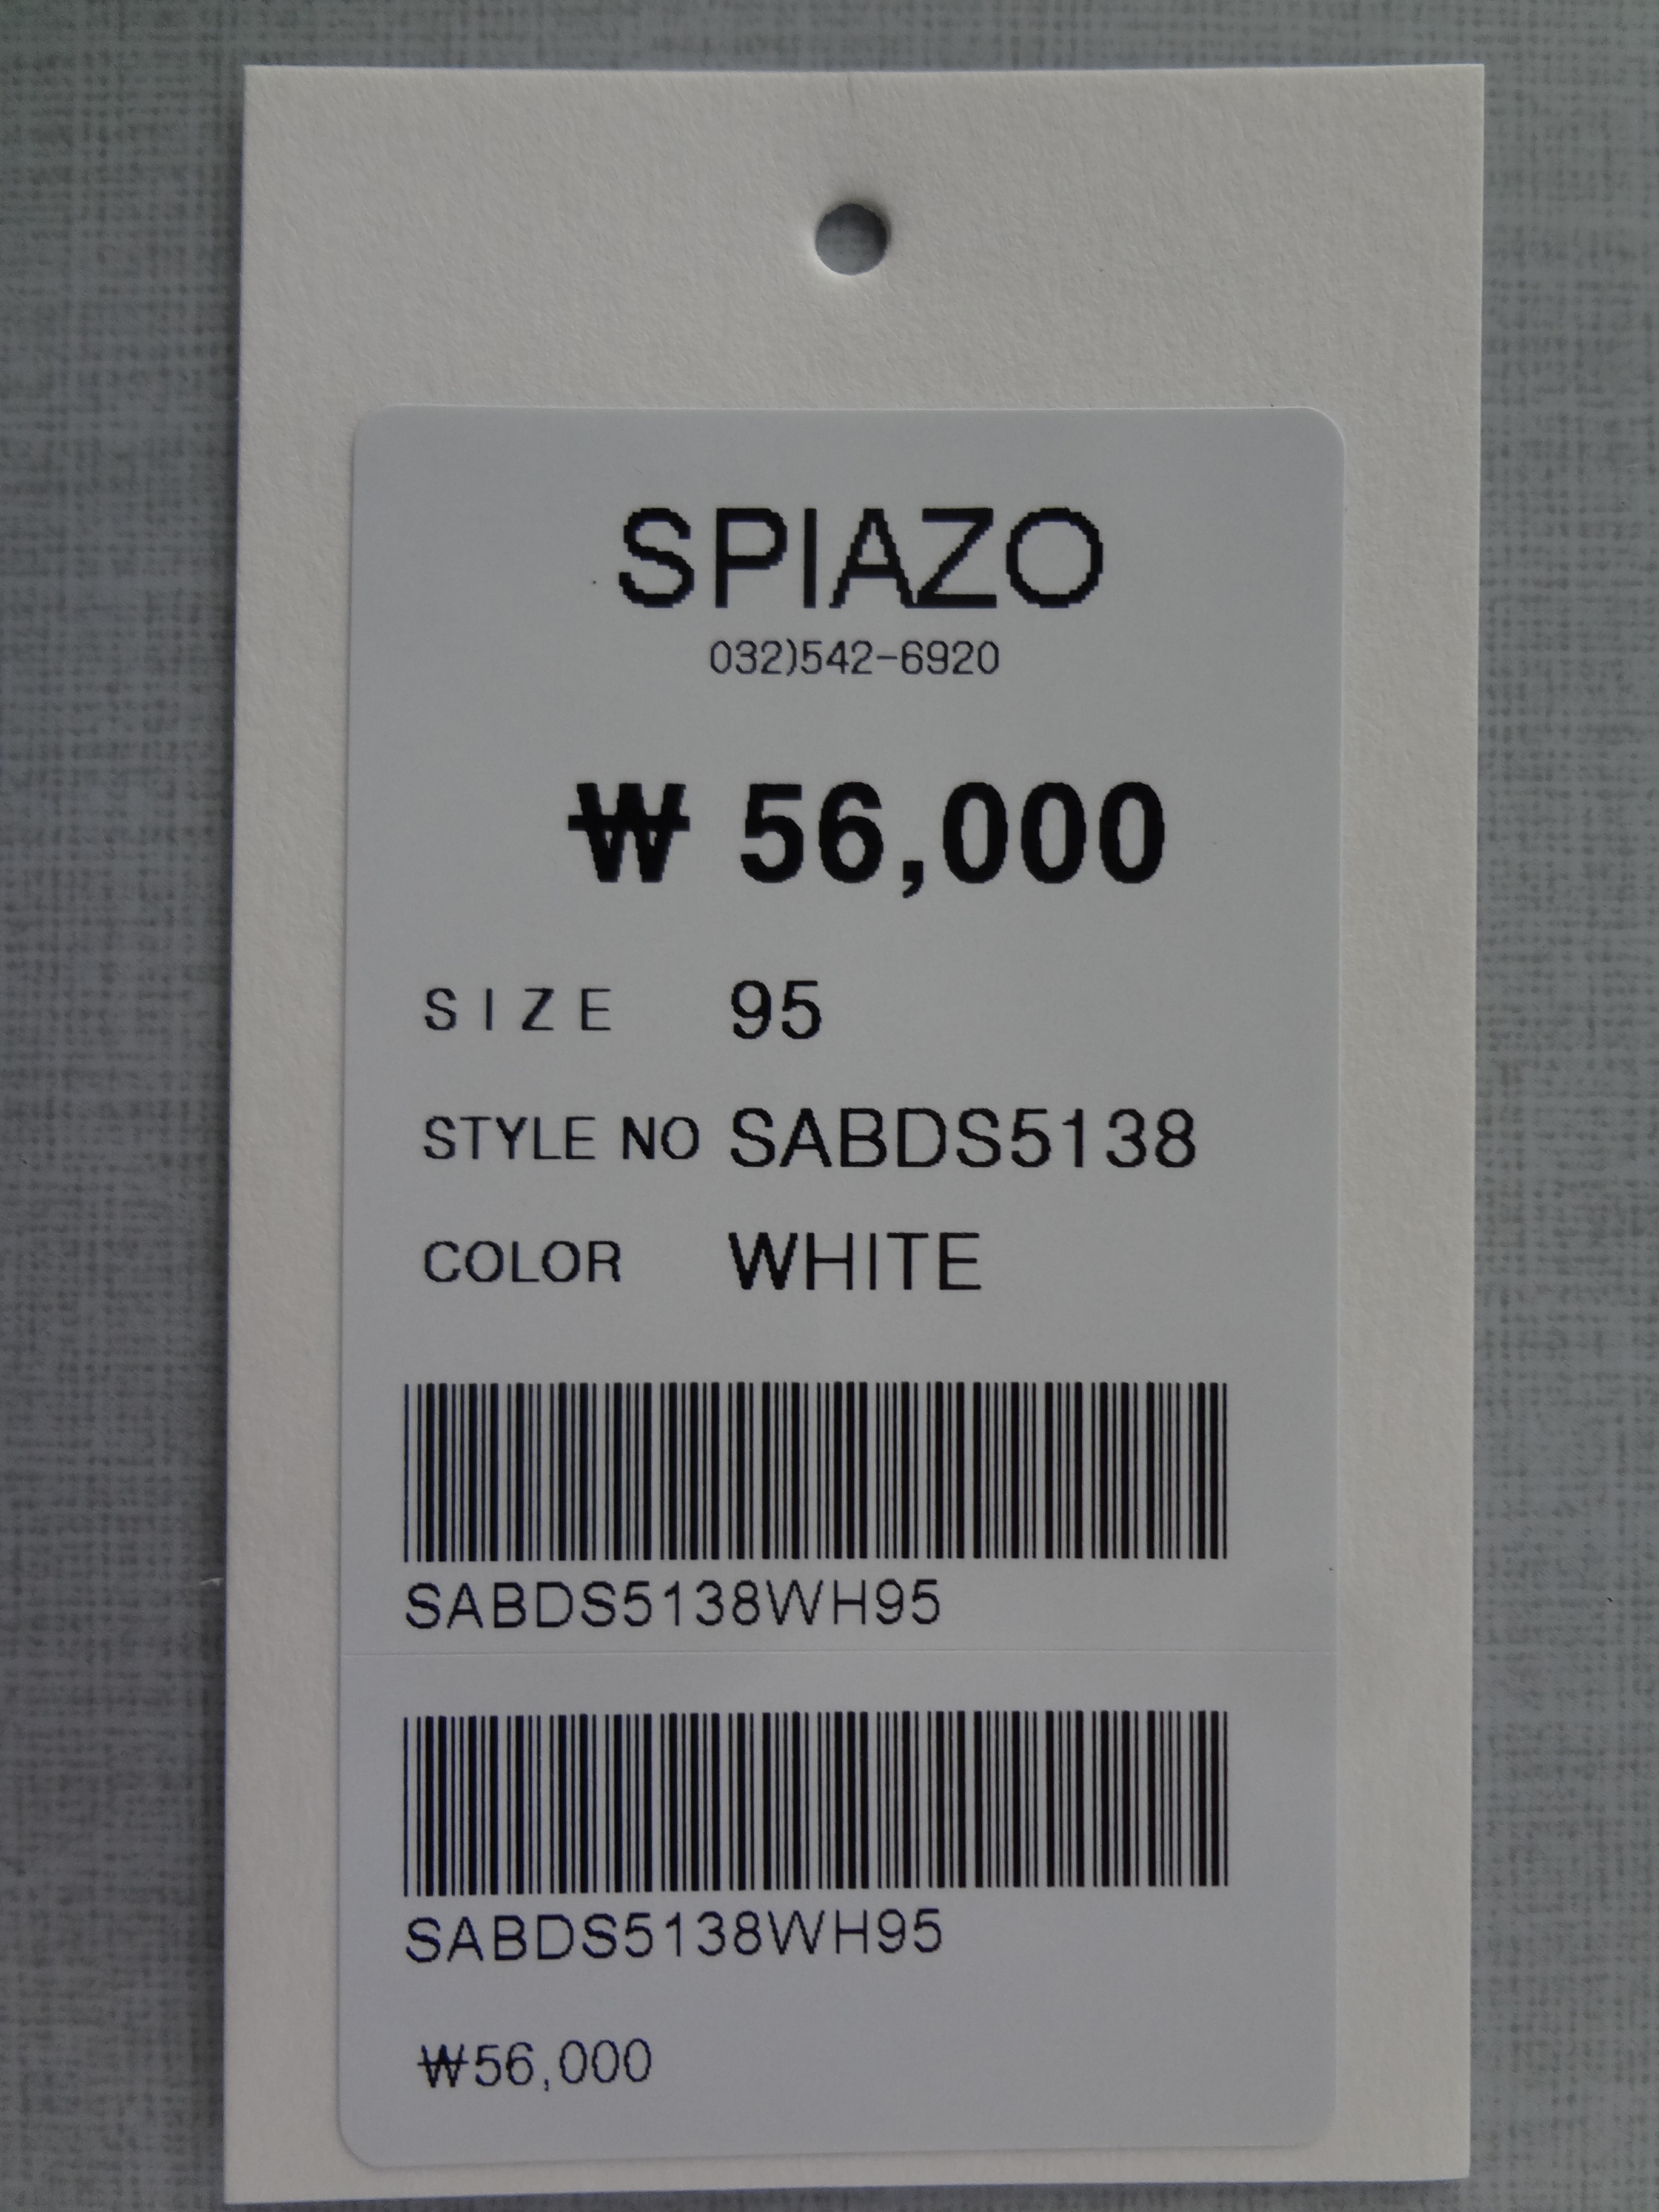 SPIAZO
032)542-6920
₩ 56,000
SIZE 95
STYLE NO SABDS5138
COLOR WHITE
SABDS5138WH95
SABDS5138WH95
₩56,000